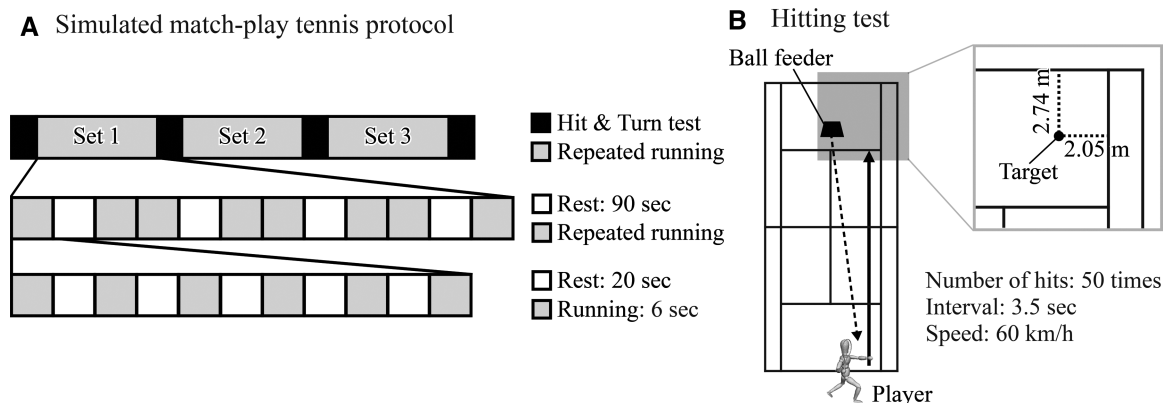 A Simulated match-play tennis protocol
Set 1
Set 2
Set 3
Hit & Turn test
Repeated running
Rest: 90 sec
Repeated running
Rest: 20 sec
Running: 6 sec
B Hitting test
Ball feeder
2.74 m
2.05 m
Target
Number of hits: 50 times
Interval: 3.5 sec
Speed: 60 km/h
Player